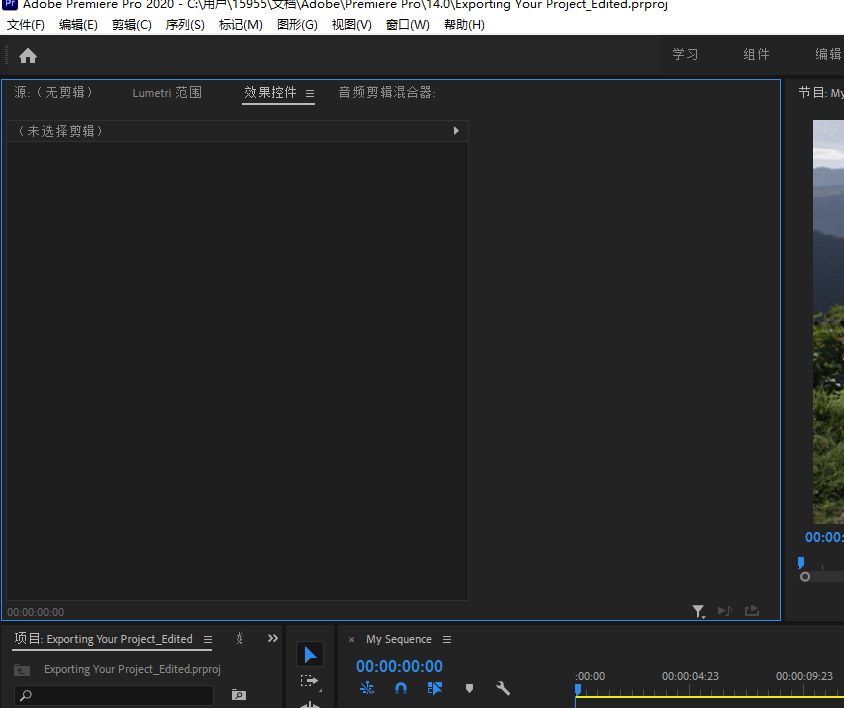 Pr Adobe Premiere Pro 2020 - C:\用户\15955\文档\Adobe\Premiere Pro\14.0\Exporting Your Project_Edited.prproj
文件(F) 编辑(E) 剪辑(C) 序列(S) 标记(M) 图形(G) 视图(V) 窗口(W) 帮助(H)
学习 组件 编辑
源:（无剪辑） Lumetri 范围 效果控件 音频剪辑混合器: 节目: My
（未选择剪辑）
00:00:
00:00:00:00
项目: Exporting Your Project_Edited × My Sequence
Exporting Your Project_Edited.prproj 00:00:00:00
:00:00 00:00:04:23 00:00:09:23